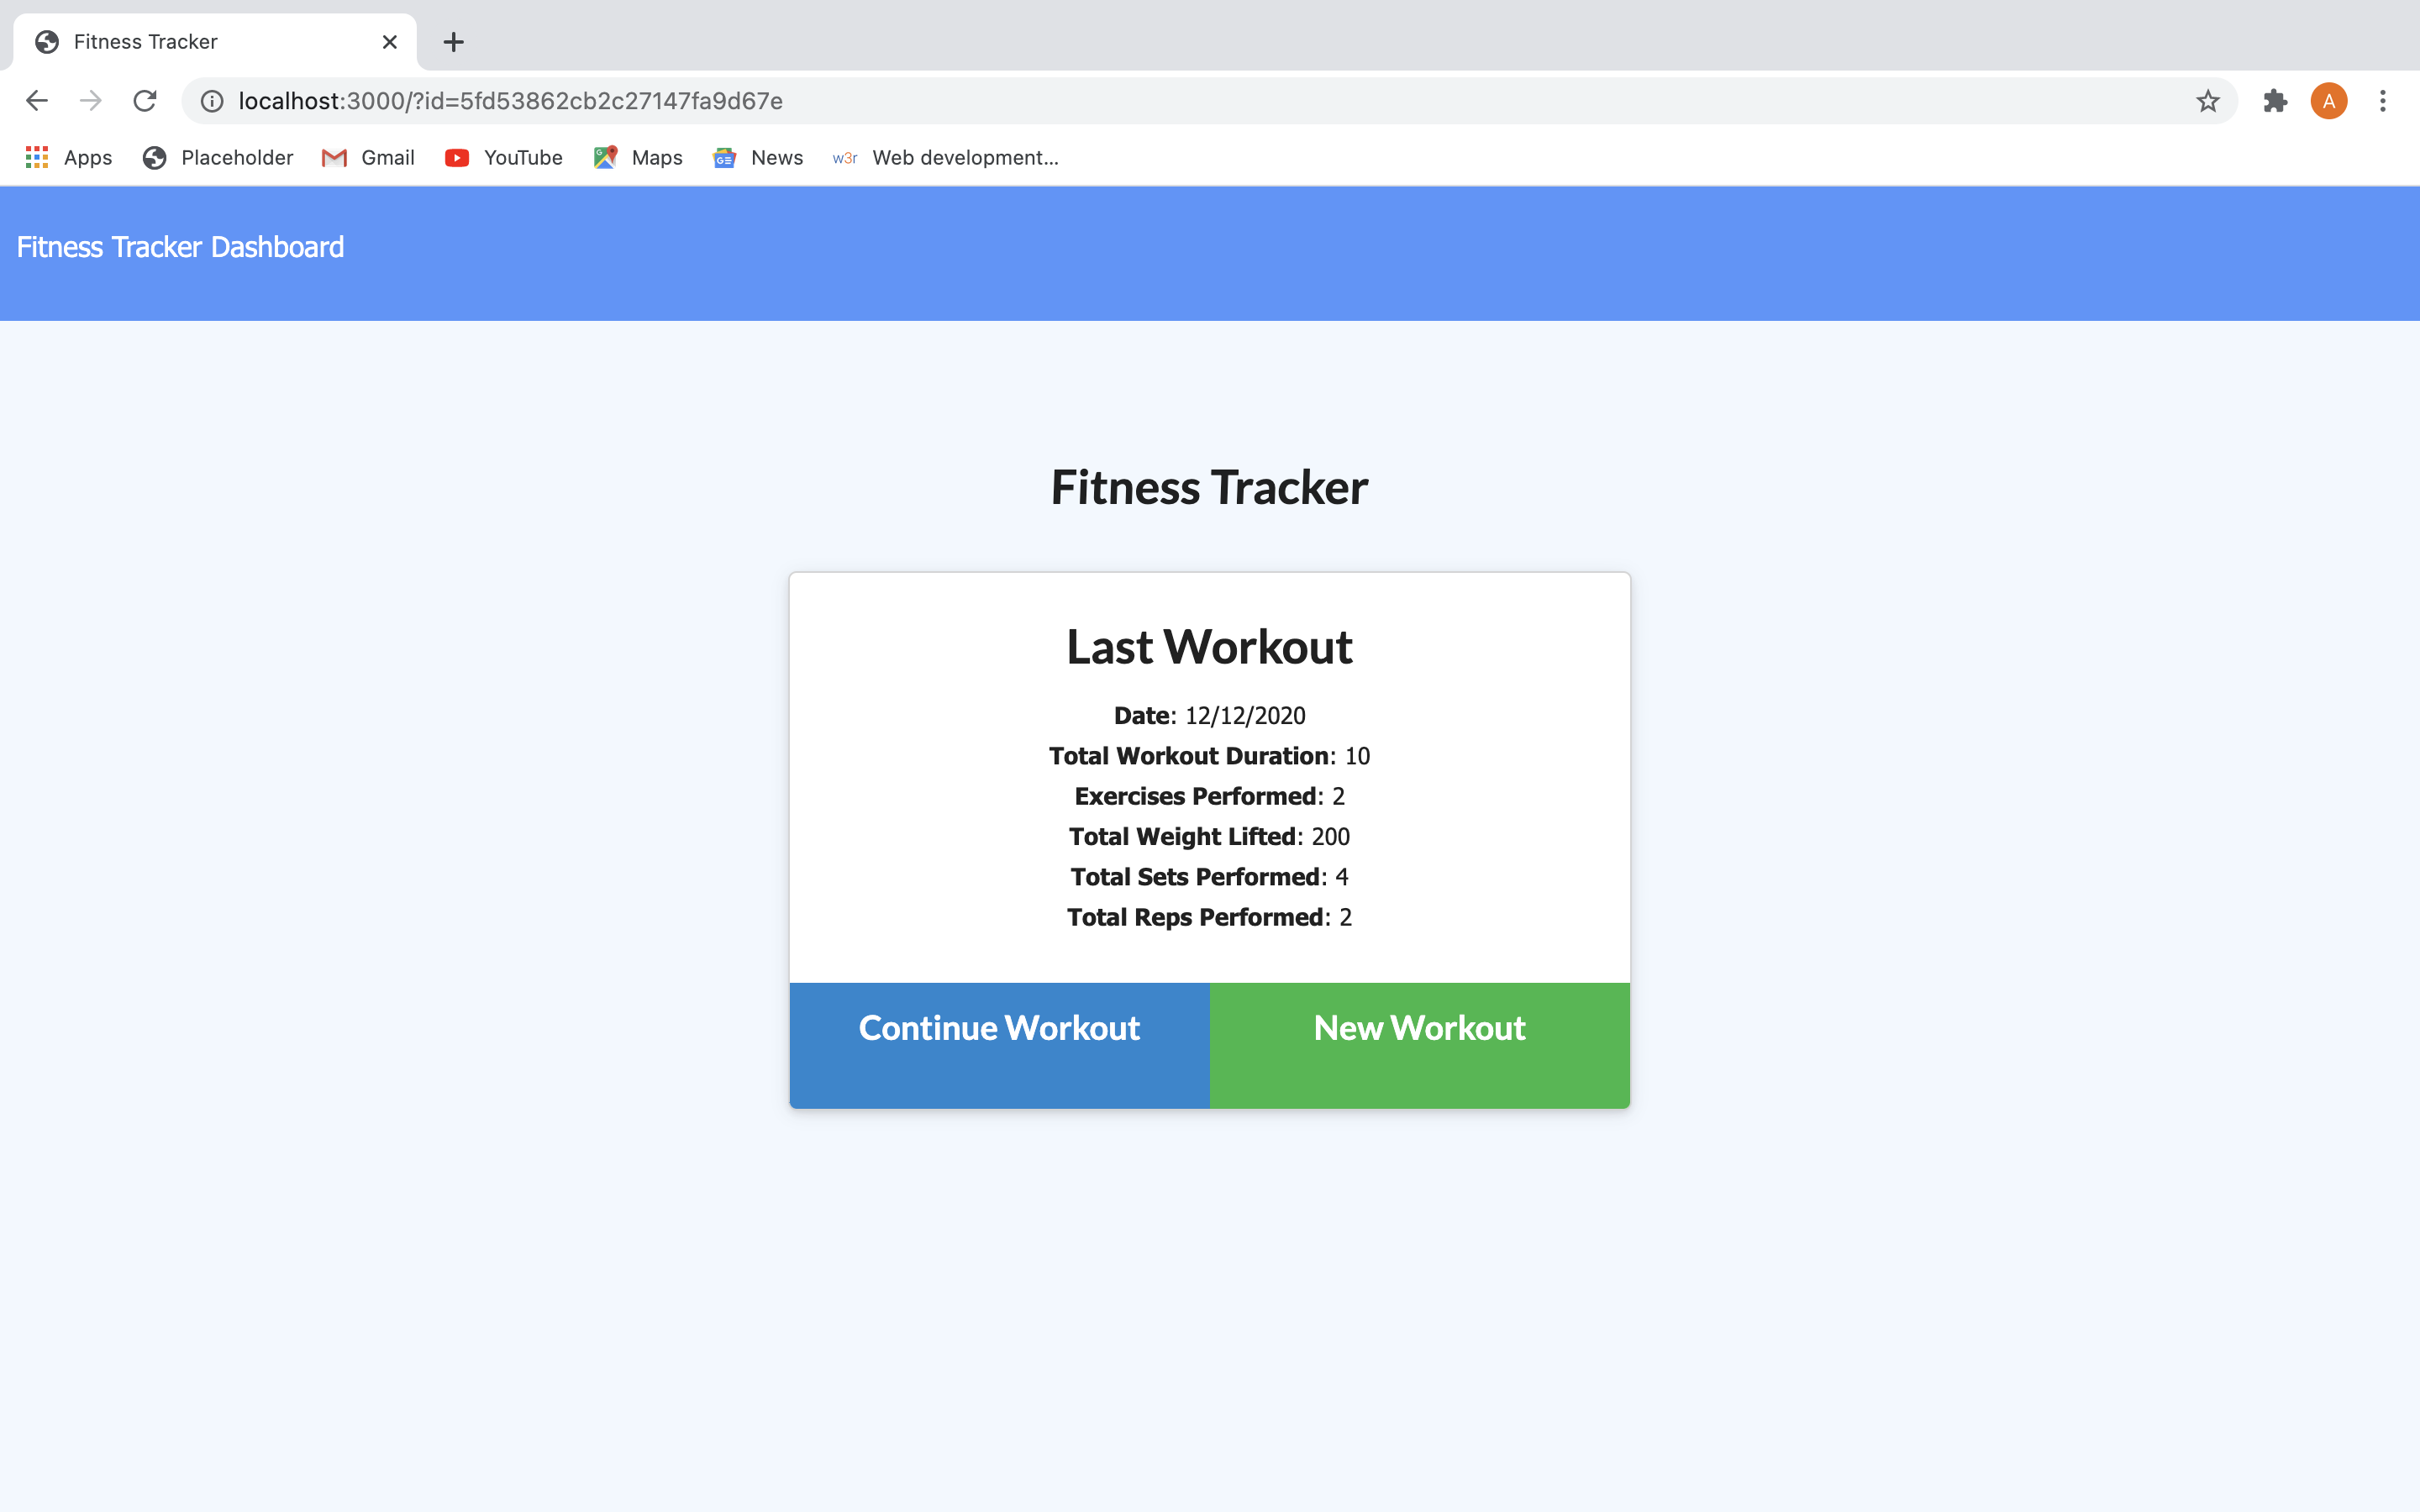 Fitness Tracker
localhost:3000/?id=5fd53862cb2c27147fa9d67e
A
Apps Placeholder Gmail YouTube Maps News w3r Web development...
Fitness Tracker Dashboard
Fitness Tracker
Last Workout
Date: 12/12/2020
Total Workout Duration: 10
Exercises Performed: 2
Total Weight Lifted: 200
Total Sets Performed: 4
Total Reps Performed: 2
Continue Workout New Workout